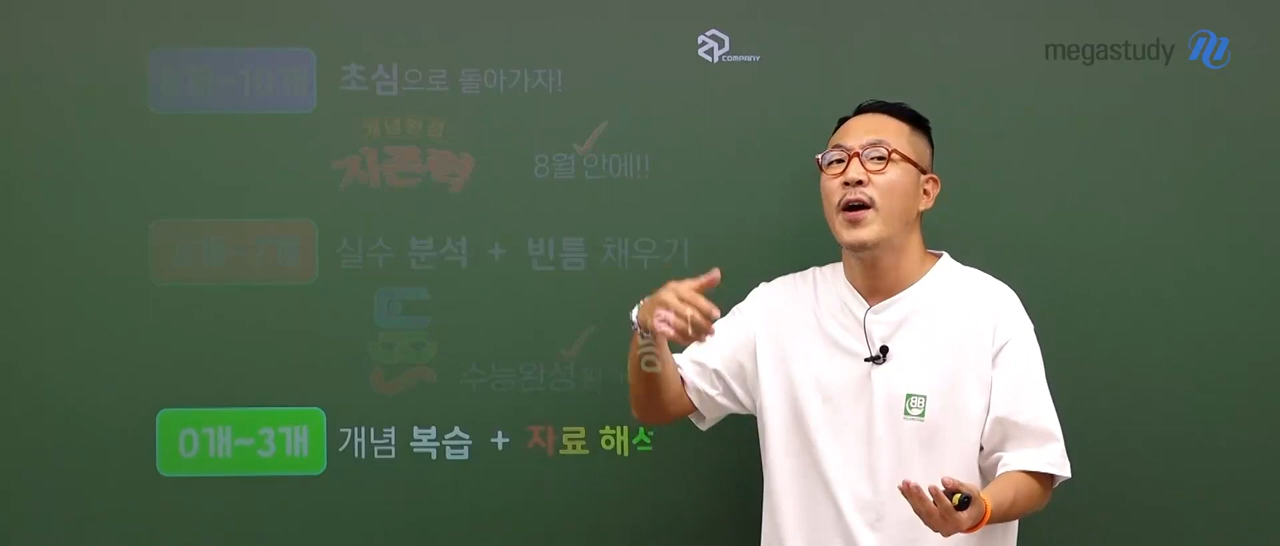 2P COMPANY
megastudy
초심으로 돌아가자!
개념완성
8월 안에!!
실수 분석 + 빈틈 채우기
수능완성
0개~3개 개념 복습 + 자료 해석
BB